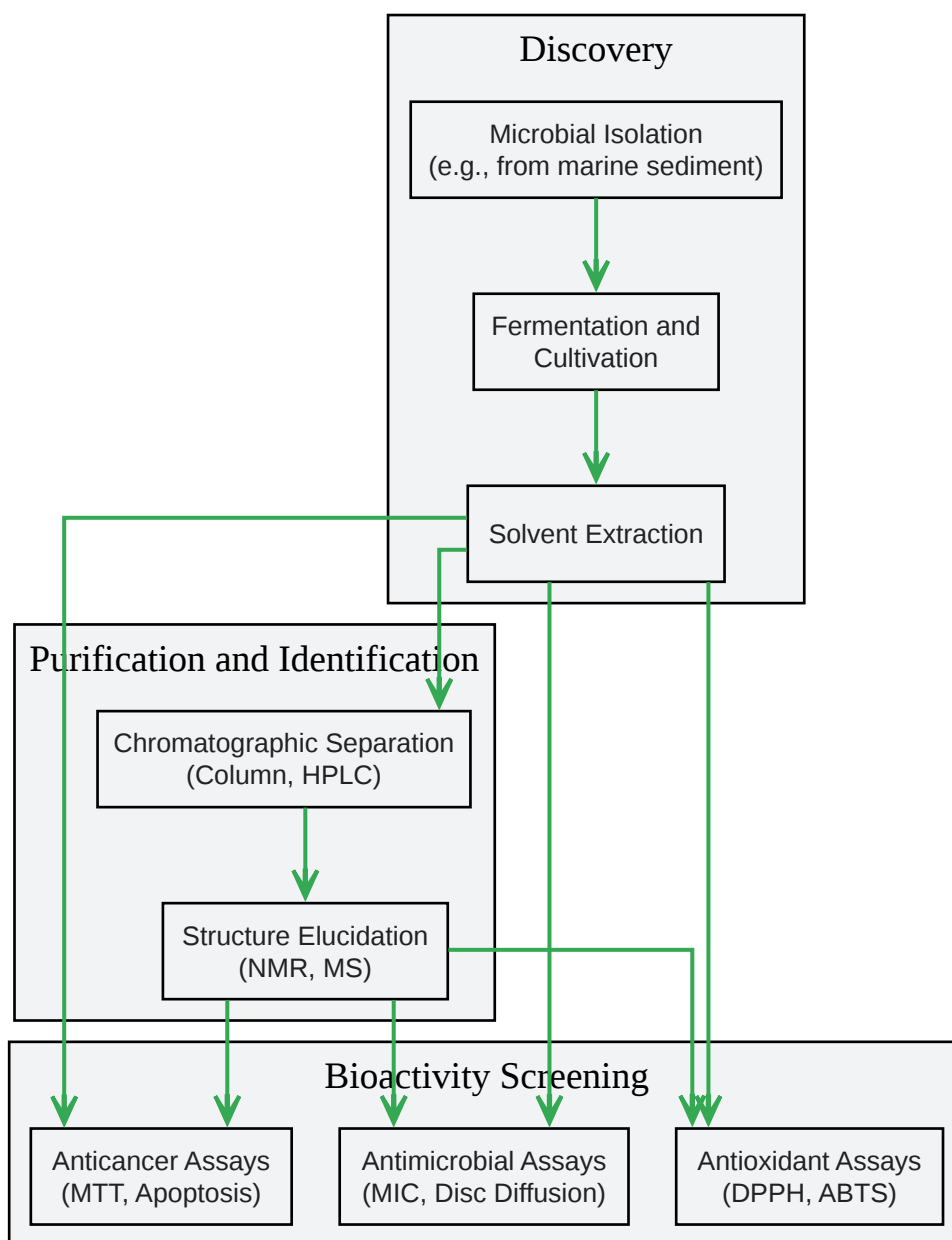 Discovery
Microbial Isolation
(e.g., from marine sediment)
Fermentation and
Cultivation
Solvent Extraction
Purification and Identification
Chromatographic Separation
(Column, HPLC)
Structure Elucidation
(NMR, MS)
Bioactivity Screening
Anticancer Assays
(MTT, Apoptosis)
Antimicrobial Assays
(MIC, Disc Diffusion)
Antioxidant Assays
(DPPH, ABTS)